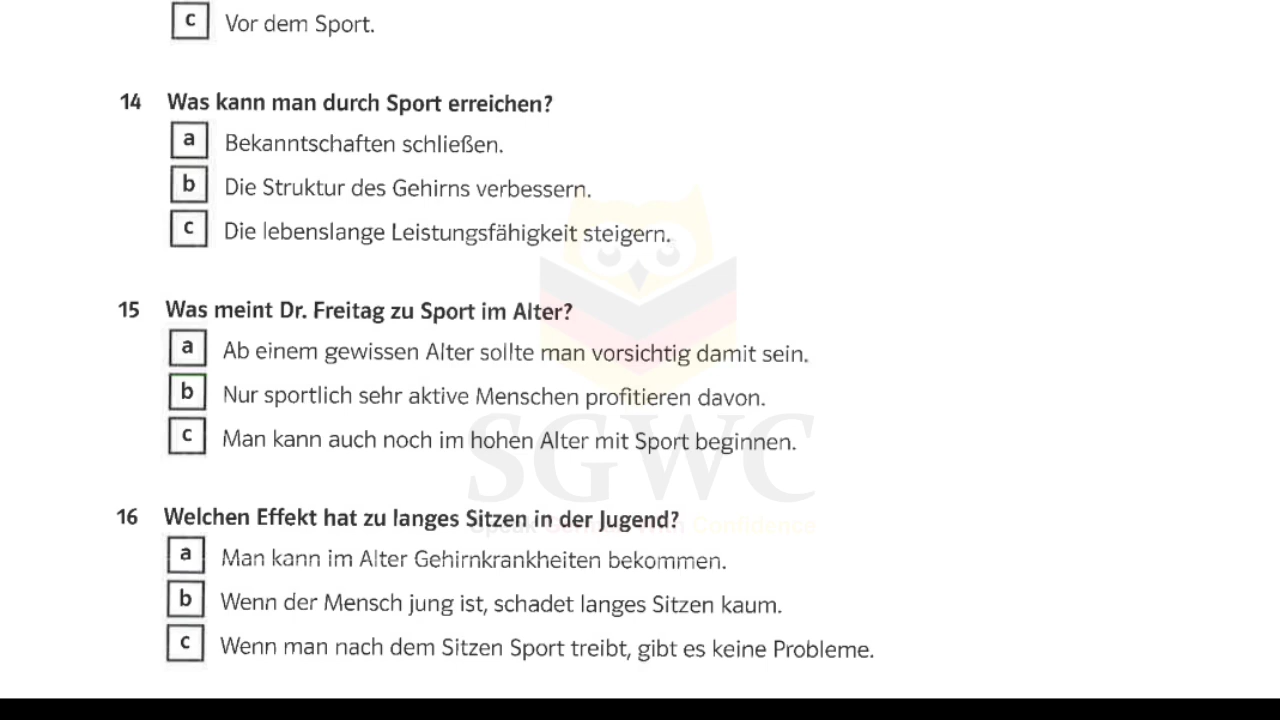 c Vor dem Sport.
14 Was kann man durch Sport erreichen?
a Bekanntschaften schließen.
b Die Struktur des Gehirns verbessern.
c Die lebenslange Leistungsfähigkeit steigern.
15 Was meint Dr. Freitag zu Sport im Alter?
a Ab einem gewissen Alter sollte man vorsichtig damit sein.
b Nur sportlich sehr aktive Menschen profitieren davon.
c Man kann auch noch im hohen Alter mit Sport beginnen.
SGWC
16 Welchen Effekt hat zu langes Sitzen in der Jugend?
Speak German With Confidence
a Man kann im Alter Gehirnkrankheiten bekommen.
b Wenn der Mensch jung ist, schadet langes Sitzen kaum.
c Wenn man nach dem Sitzen Sport treibt, gibt es keine Probleme.